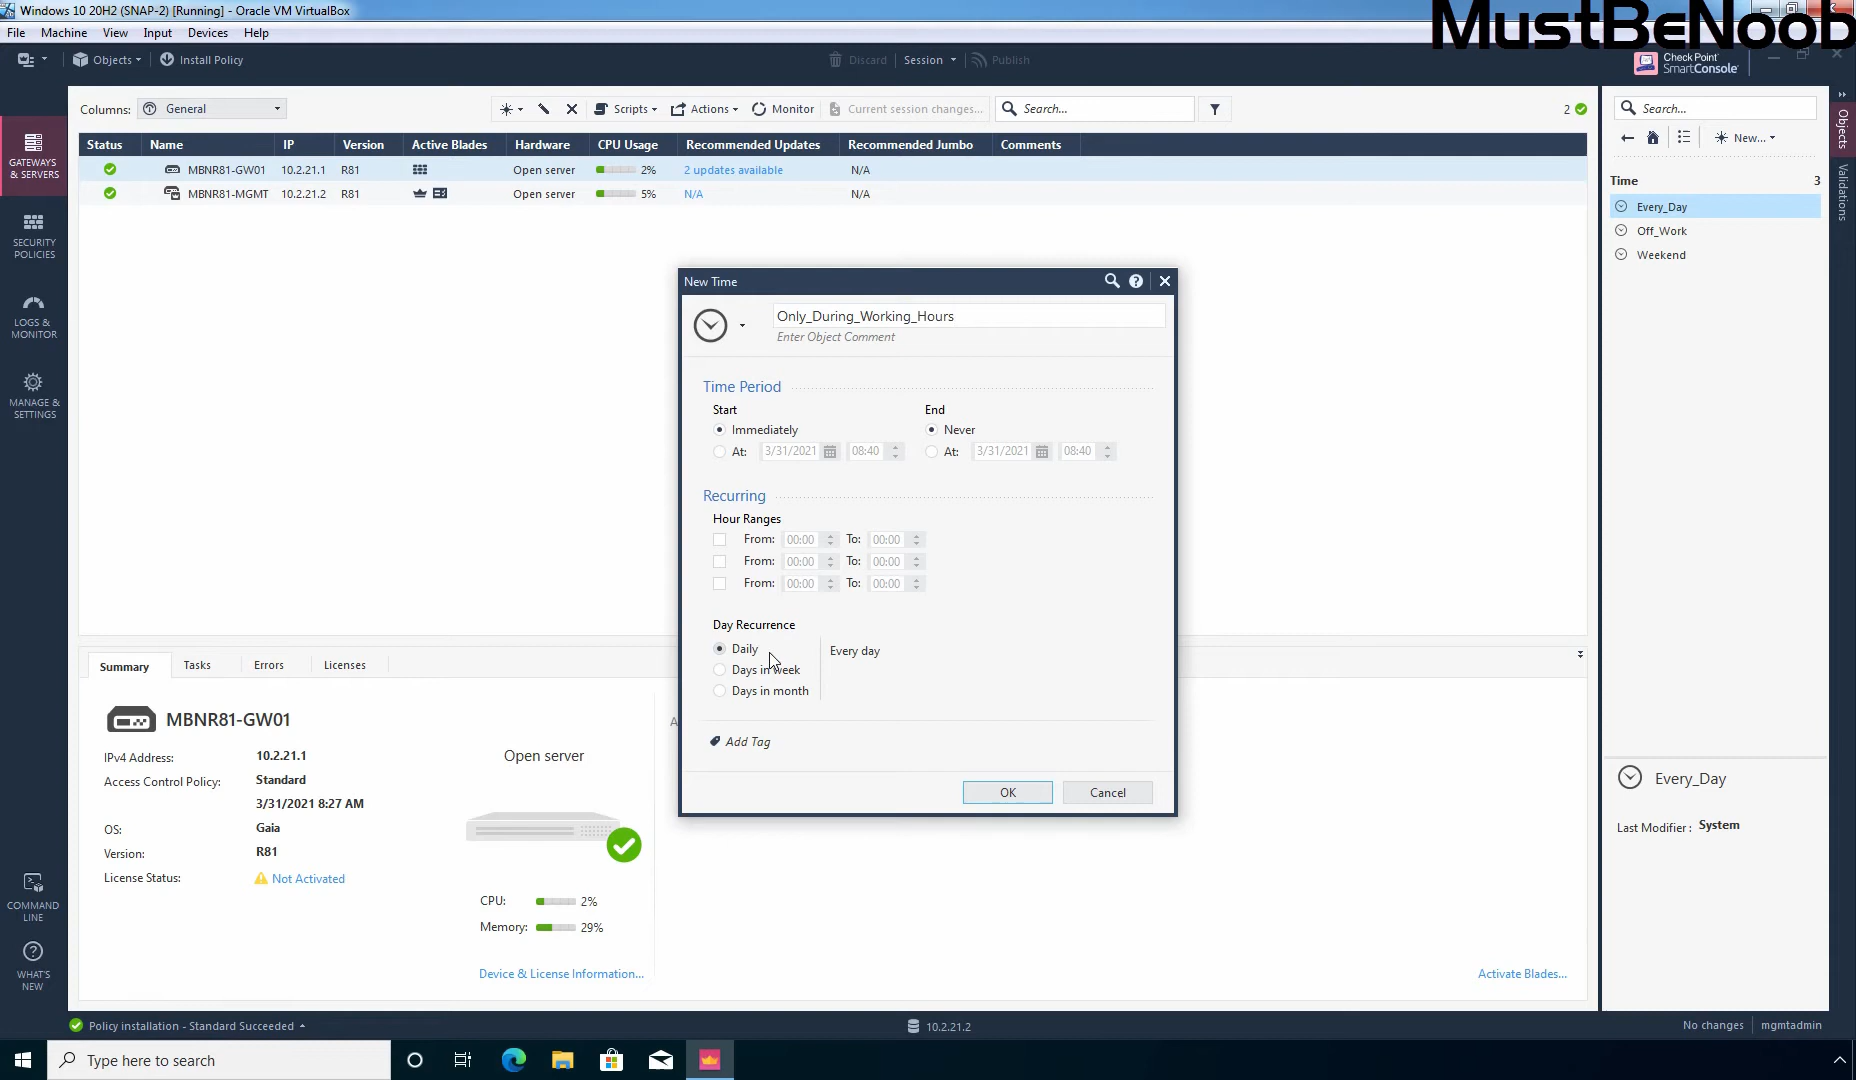 Windows 10 20H2 (SNAP-2) [Running] - Oracle VM VirtualBox
MustBeNoob
File Machine View Input Devices Help
Objects Install Policy Discard Session Publish Check Point SmartConsole
Columns: General Scripts Actions Monitor Current session changes... Search... 2 Search...
New...
Status Name IP Version Active Blades Hardware CPU Usage Recommended Updates Recommended Jumbo Comments
MBNR81-GW01 10.2.21.1 R81 Open server 2% 2 updates available N/A
MBNR81-MGMT 10.2.21.2 R81 Open server 5% N/A N/A
GATEWAYS & SERVERS
SECURITY POLICIES
LOGS & MONITOR
MANAGE & SETTINGS
COMMAND LINE
WHAT'S NEW
Time 3
Every_Day
Off_Work
Weekend
Objects
Validations
New Time
Only_During_Working_Hours
Enter Object Comment
Time Period
Start End
Immediately Never
At: 3/31/2021 08:40 At: 3/31/2021 08:40
Recurring
Hour Ranges
From: 00:00 To: 00:00
From: 00:00 To: 00:00
From: 00:00 To: 00:00
Day Recurrence
Daily Every day
Days in week
Days in month
Add Tag
OK Cancel
Summary Tasks Errors Licenses
MBNR81-GW01
IPv4 Address: 10.2.21.1
Access Control Policy: Standard
3/31/2021 8:27 AM
OS: Gaia
Version: R81
License Status: Not Activated
Open server
CPU: 2%
Memory: 29%
Device & License Information...
Activate Blades...
Every_Day
Last Modifier : System
Policy installation - Standard Succeeded 10.2.21.2 No changes mgmtadmin
Type here to search